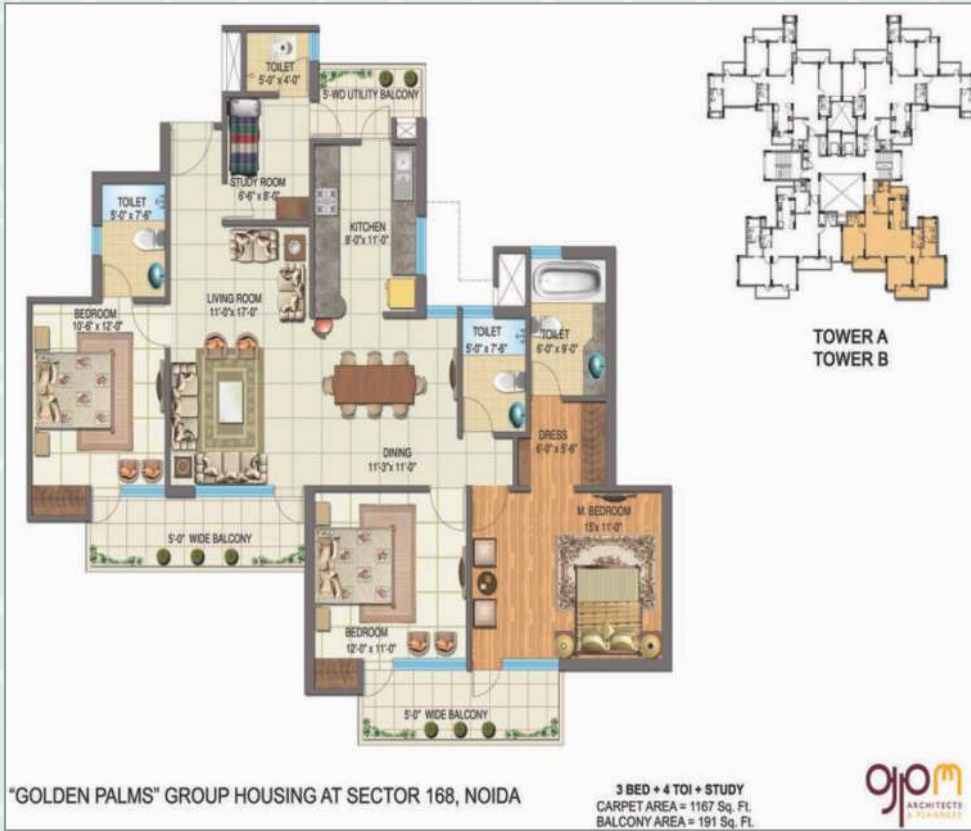 TOILET
5'-0" x 4'-0"
5'-WD UTILITY BALCONY
STUDY ROOM
6'-6" x 8'-0"
TOILET
5'-0" x 7'-6"
KITCHEN
8'-0"x 11'-0"
LIVING ROOM
11'-0"x 17'-0"
BEDROOM
10'-6" x 12'-0"
TOILET
5'-0" x 7'-6"
TOILET
6'-0" x 9'-0"
DRESS
6'-0" x 5'-6"
DINING
11'-3"x 11'-0"
M. BEDROOM
15'x 11'-0"
5'-0" WIDE BALCONY
BEDROOM
12'-0" x 11'-0"
5'-0" WIDE BALCONY
TOWER A
TOWER B
"GOLDEN PALMS" GROUP HOUSING AT SECTOR 168, NOIDA
3 BED + 4 TOI + STUDY
CARPET AREA = 1167 Sq. Ft.
BALCONY AREA = 191 Sq. Ft.
gpm
ARCHITECTS
& PLANNERS